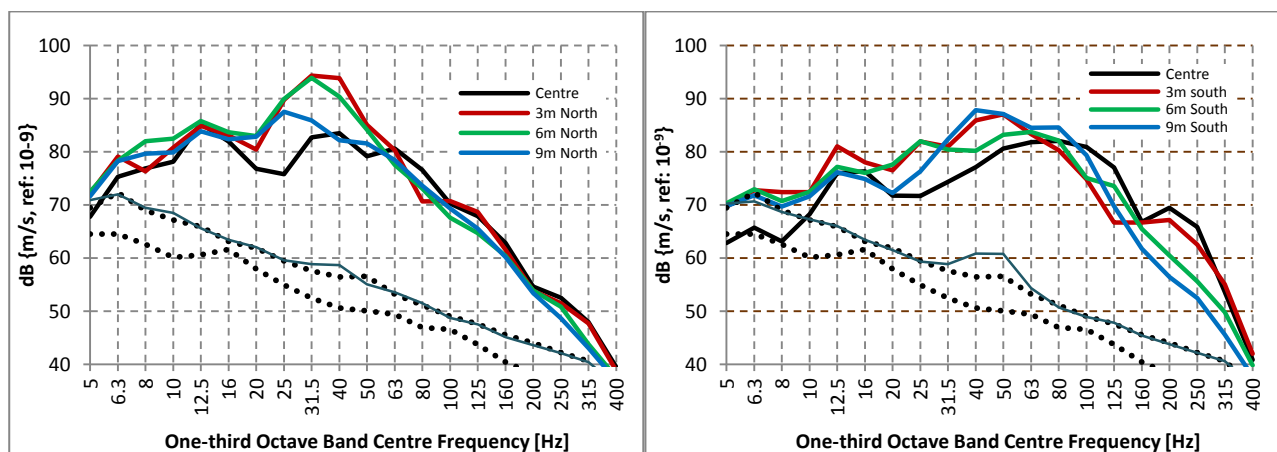 dB {m/s, ref: 10-9}
100
90
80
70
60
50
40
Centre
3m North
6m North
9m North
5 6.3 8 10 12.5 16 20 25 31.5 40 50 63 80 100 125 160 200 250 315 400
One-third Octave Band Centre Frequency [Hz]
dB {m/s, ref: 10⁻⁹}
100
90
80
70
60
50
40
Centre
3m south
6m South
9m South
5 6.3 8 10 12.5 16 20 25 31.5 40 50 63 80 100 125 160 200 250 315 400
One-third Octave Band Centre Frequency [Hz]